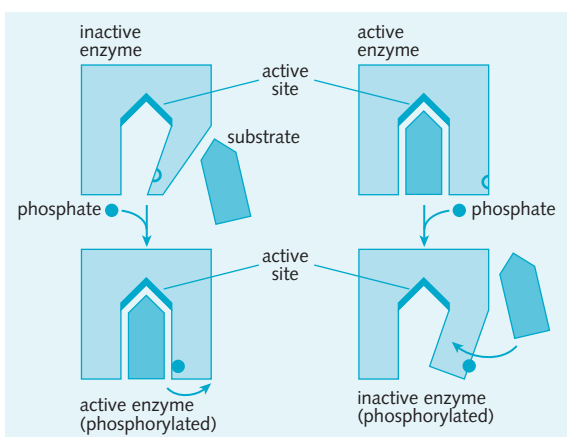 inactive
enzyme
active
enzyme
active
site
substrate
phosphate
phosphate
active
site
active enzyme
(phosphorylated)
inactive enzyme
(phosphorylated)